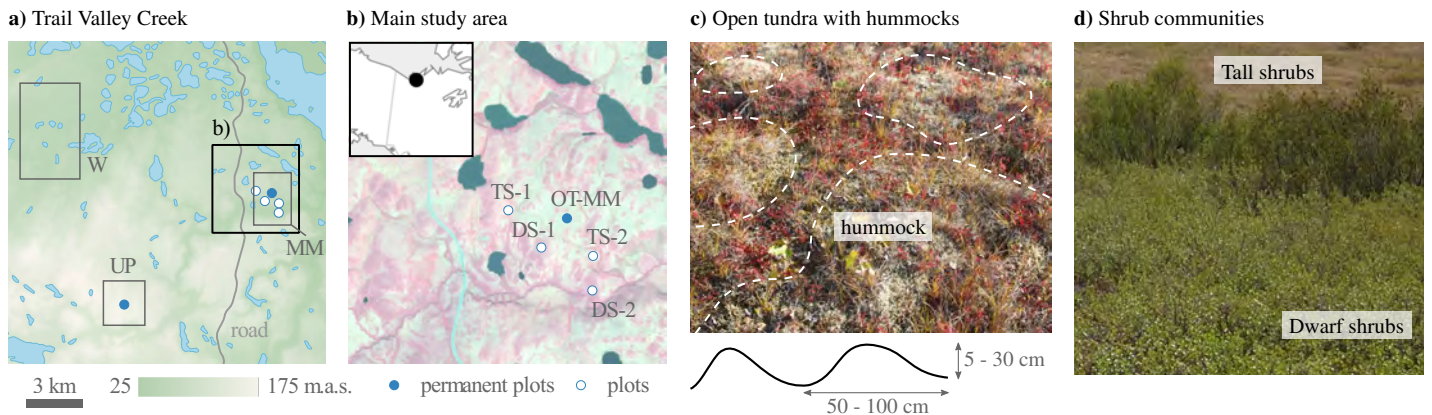 a) Trail Valley Creek
b)
W
MM
UP
road
3 km
25
175 m.a.s.
b) Main study area
TS-1
OT-MM
DS-1
TS-2
DS-2
permanent plots
plots
c) Open tundra with hummocks
hummock
5 - 30 cm
50 - 100 cm
d) Shrub communities
Tall shrubs
Dwarf shrubs